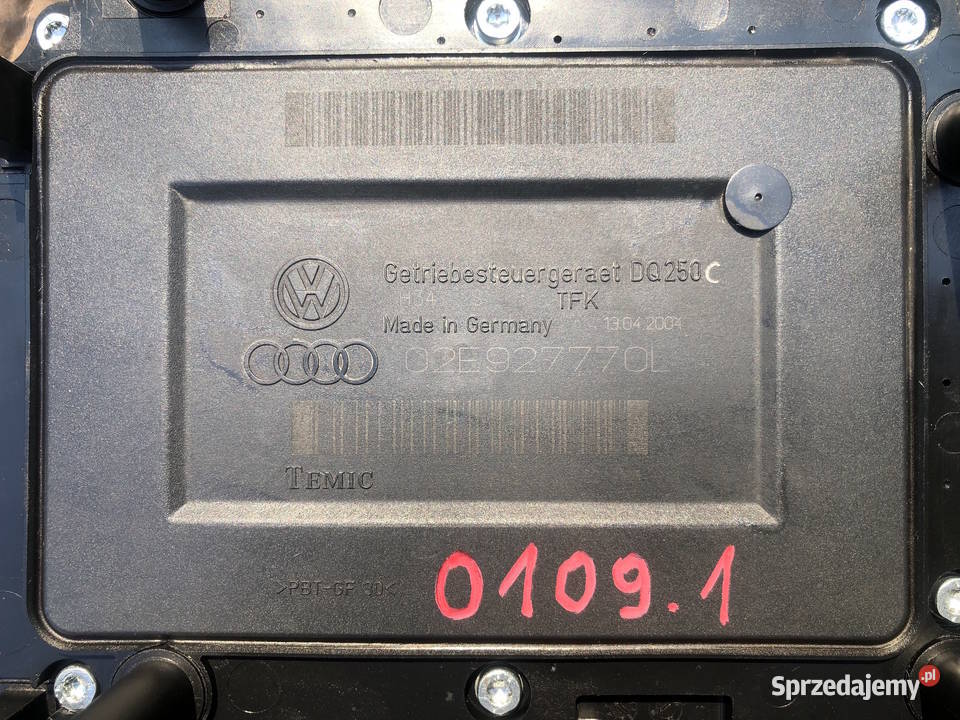 Getriebesteuergeraet DQ250C
H34 S TFK
Made in Germany 13.04.2004
02E927770L
TEMIC
>PBT-GF 30<
0109.1
Sprzedajemy.pl